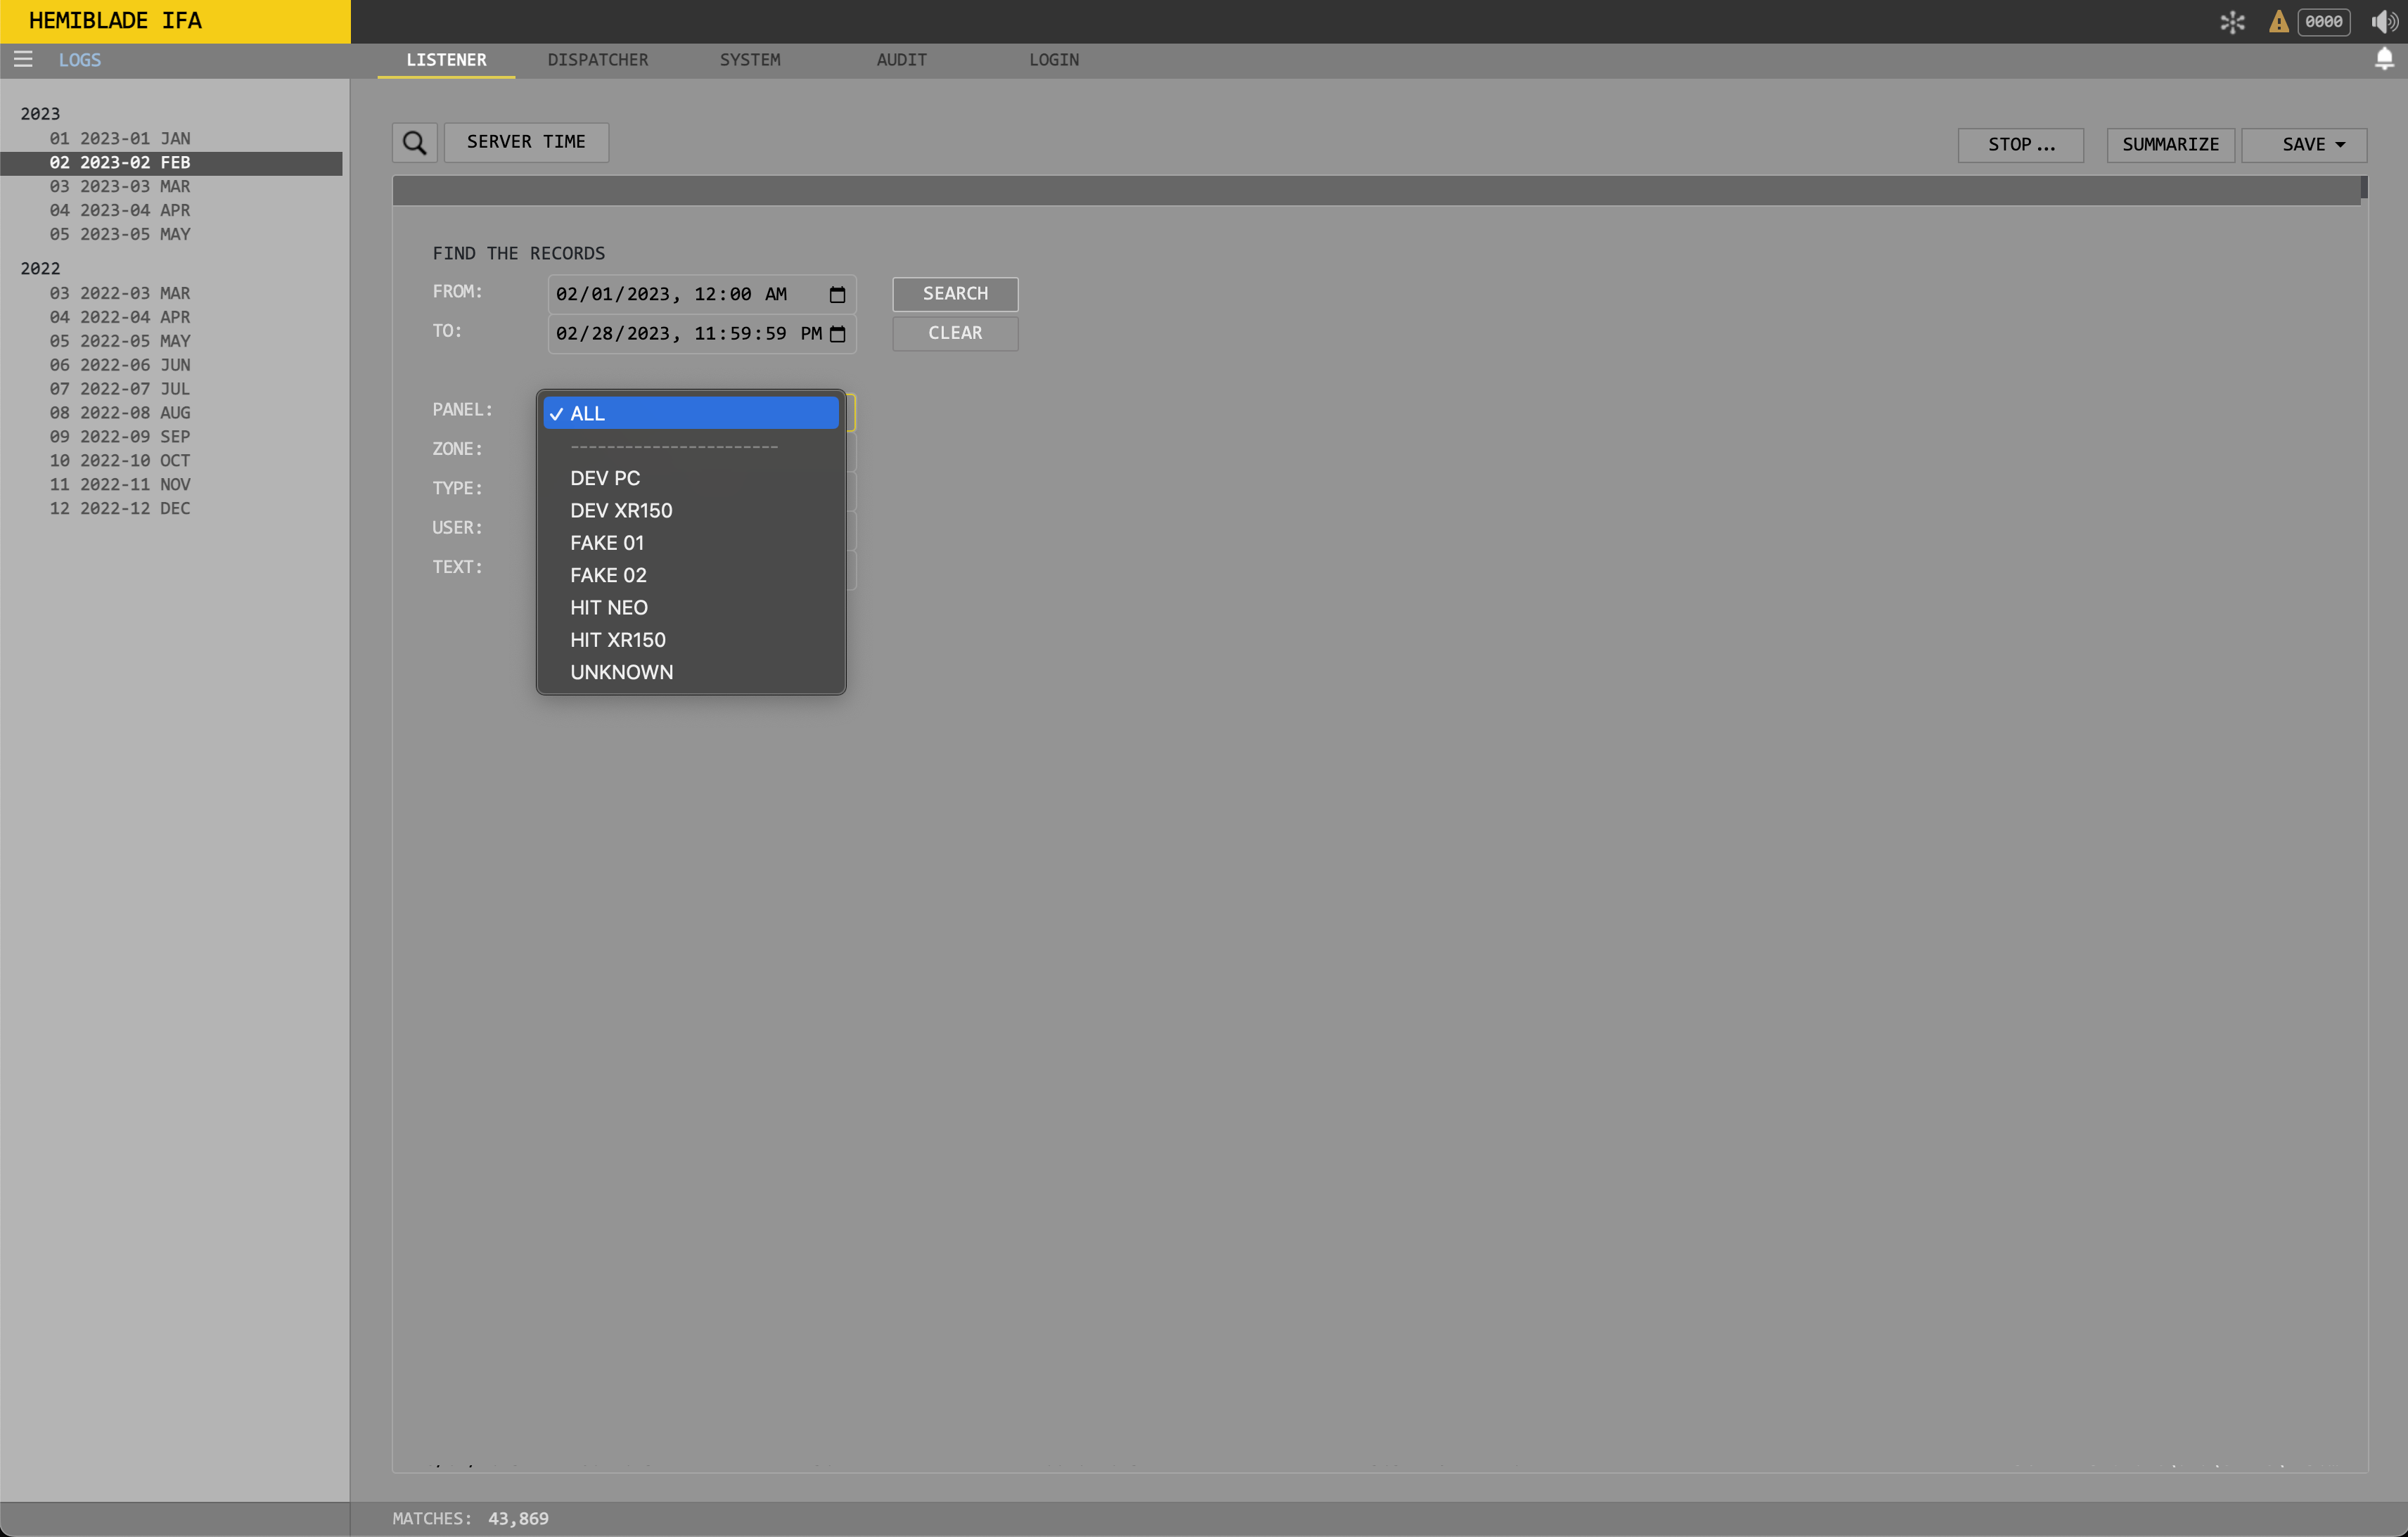 HEMIBLADE IFA
0000
LOGS
LISTENER DISPATCHER SYSTEM AUDIT LOGIN
2023
01 2023-01 JAN
02 2023-02 FEB
03 2023-03 MAR
04 2023-04 APR
05 2023-05 MAY
2022
03 2022-03 MAR
04 2022-04 APR
05 2022-05 MAY
06 2022-06 JUN
07 2022-07 JUL
08 2022-08 AUG
09 2022-09 SEP
10 2022-10 OCT
11 2022-11 NOV
12 2022-12 DEC
SERVER TIME
STOP ... SUMMARIZE SAVE
FIND THE RECORDS
FROM: 02/01/2023, 12:00 AM SEARCH
TO: 02/28/2023, 11:59:59 PM CLEAR
PANEL:
ZONE:
TYPE:
USER:
TEXT:
✓ ALL
-----------------------
DEV PC
DEV XR150
FAKE 01
FAKE 02
HIT NEO
HIT XR150
UNKNOWN
MATCHES: 43,869